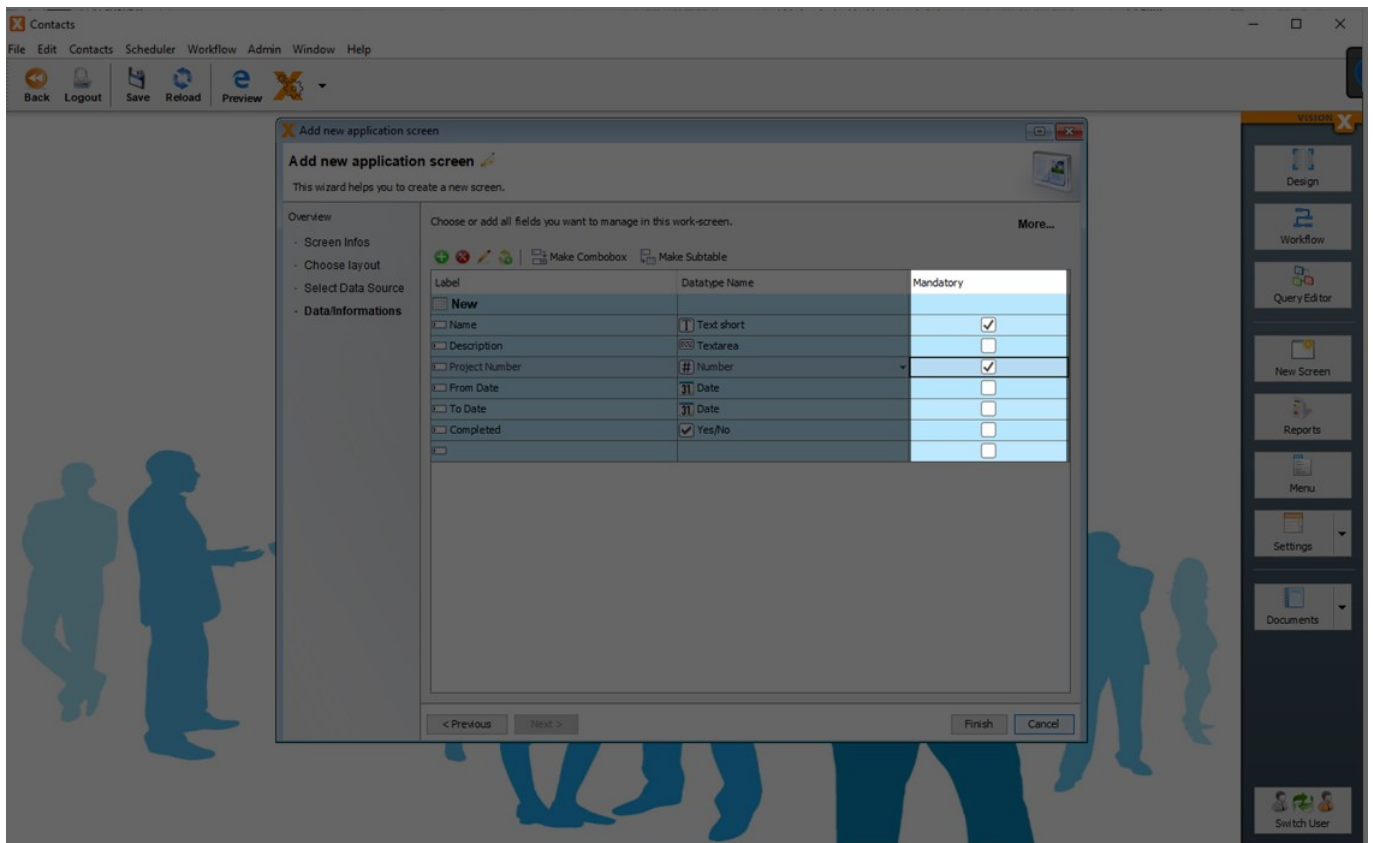 Contacts
File Edit Contacts Scheduler Workflow Admin Window Help
Back Logout Save Reload Preview
VISION X
Add new application screen
Add new application screen
This wizard helps you to create a new screen.
Overview
Choose or add all fields you want to manage in this work-screen. More...
- Screen Infos
- Choose layout
- Select Data Source
- Data/Informations
Make Combobox Make Subtable
Label Datatype Name Mandatory
New
Name Text short
Description Textarea
Project Number # Number
From Date 31 Date
To Date 31 Date
Completed Yes/No
< Previous Next > Finish Cancel
Design
Workflow
Query Editor
New Screen
Reports
Menu
Settings
Documents
Switch User